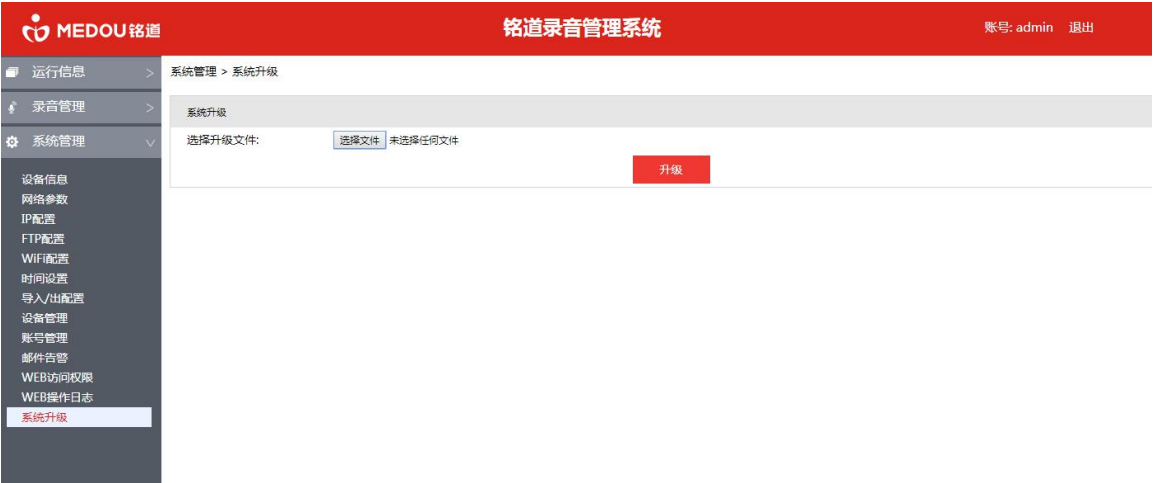 MEDOU铭道
铭道录音管理系统
账号: admin 退出
运行信息 >
录音管理 >
系统管理 ∨
设备信息
网络参数
IP配置
FTP配置
WiFi配置
时间设置
导入/出配置
设备管理
账号管理
邮件告警
WEB访问权限
WEB操作日志
系统升级
系统管理 > 系统升级
系统升级
选择升级文件: 选择文件 未选择任何文件
升级